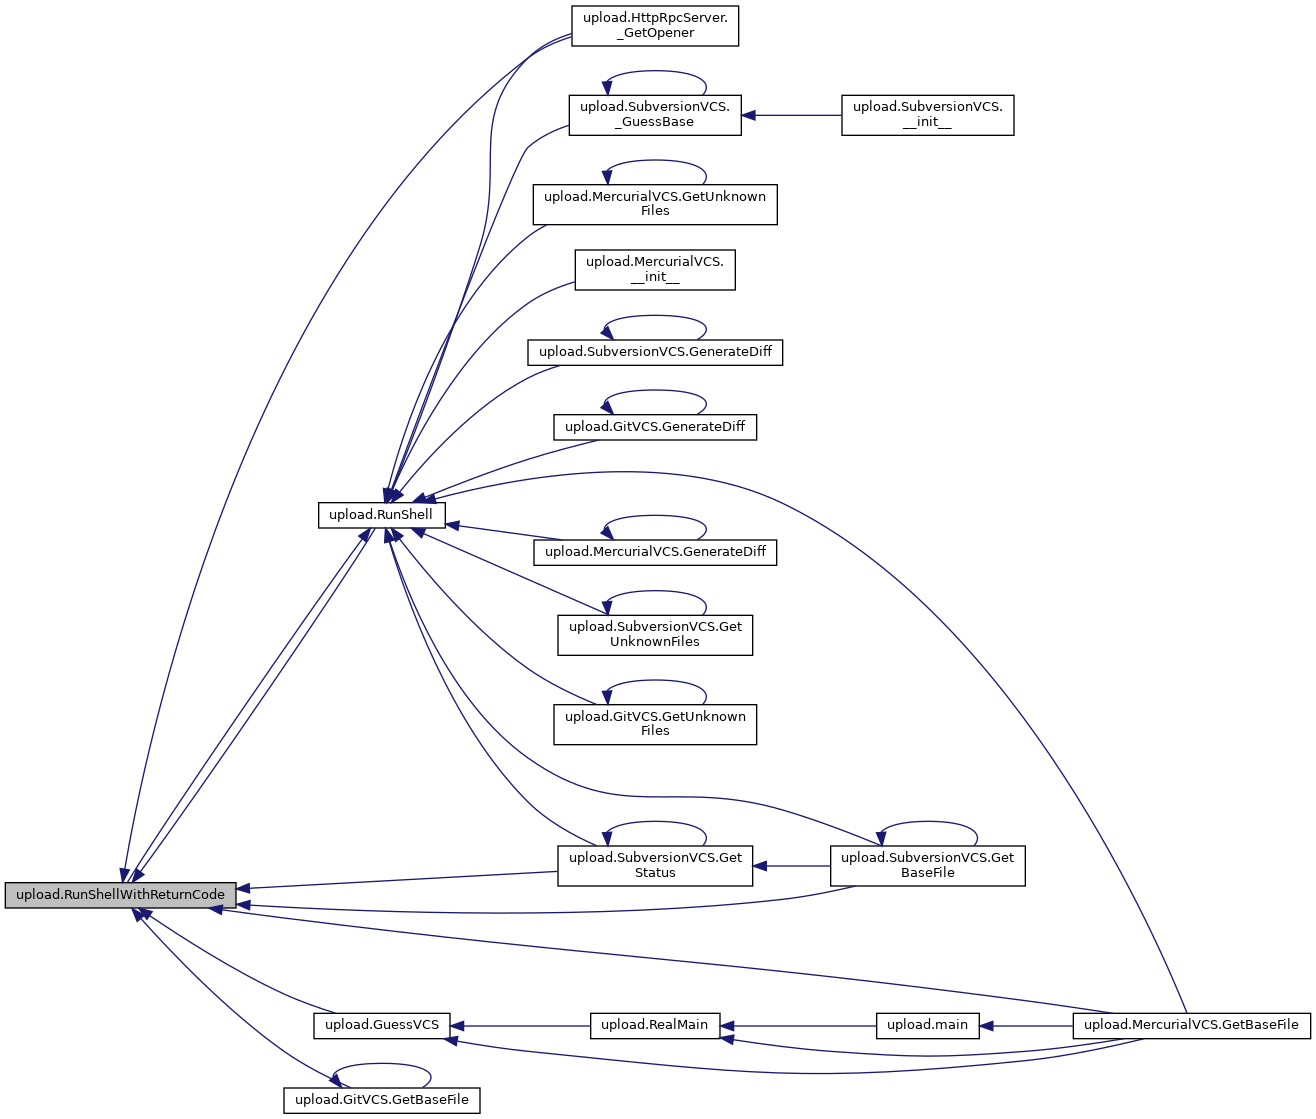 upload.HttpRpcServer.
_GetOpener
upload.SubversionVCS.
_GuessBase
upload.SubversionVCS.
__init__
upload.MercurialVCS.GetUnknown
Files
upload.MercurialVCS.
__init__
upload.SubversionVCS.GenerateDiff
upload.GitVCS.GenerateDiff
upload.RunShell
upload.MercurialVCS.GenerateDiff
upload.SubversionVCS.Get
UnknownFiles
upload.GitVCS.GetUnknown
Files
upload.SubversionVCS.Get
Status
upload.SubversionVCS.Get
BaseFile
upload.RunShellWithReturnCode
upload.GuessVCS
upload.RealMain
upload.main
upload.MercurialVCS.GetBaseFile
upload.GitVCS.GetBaseFile